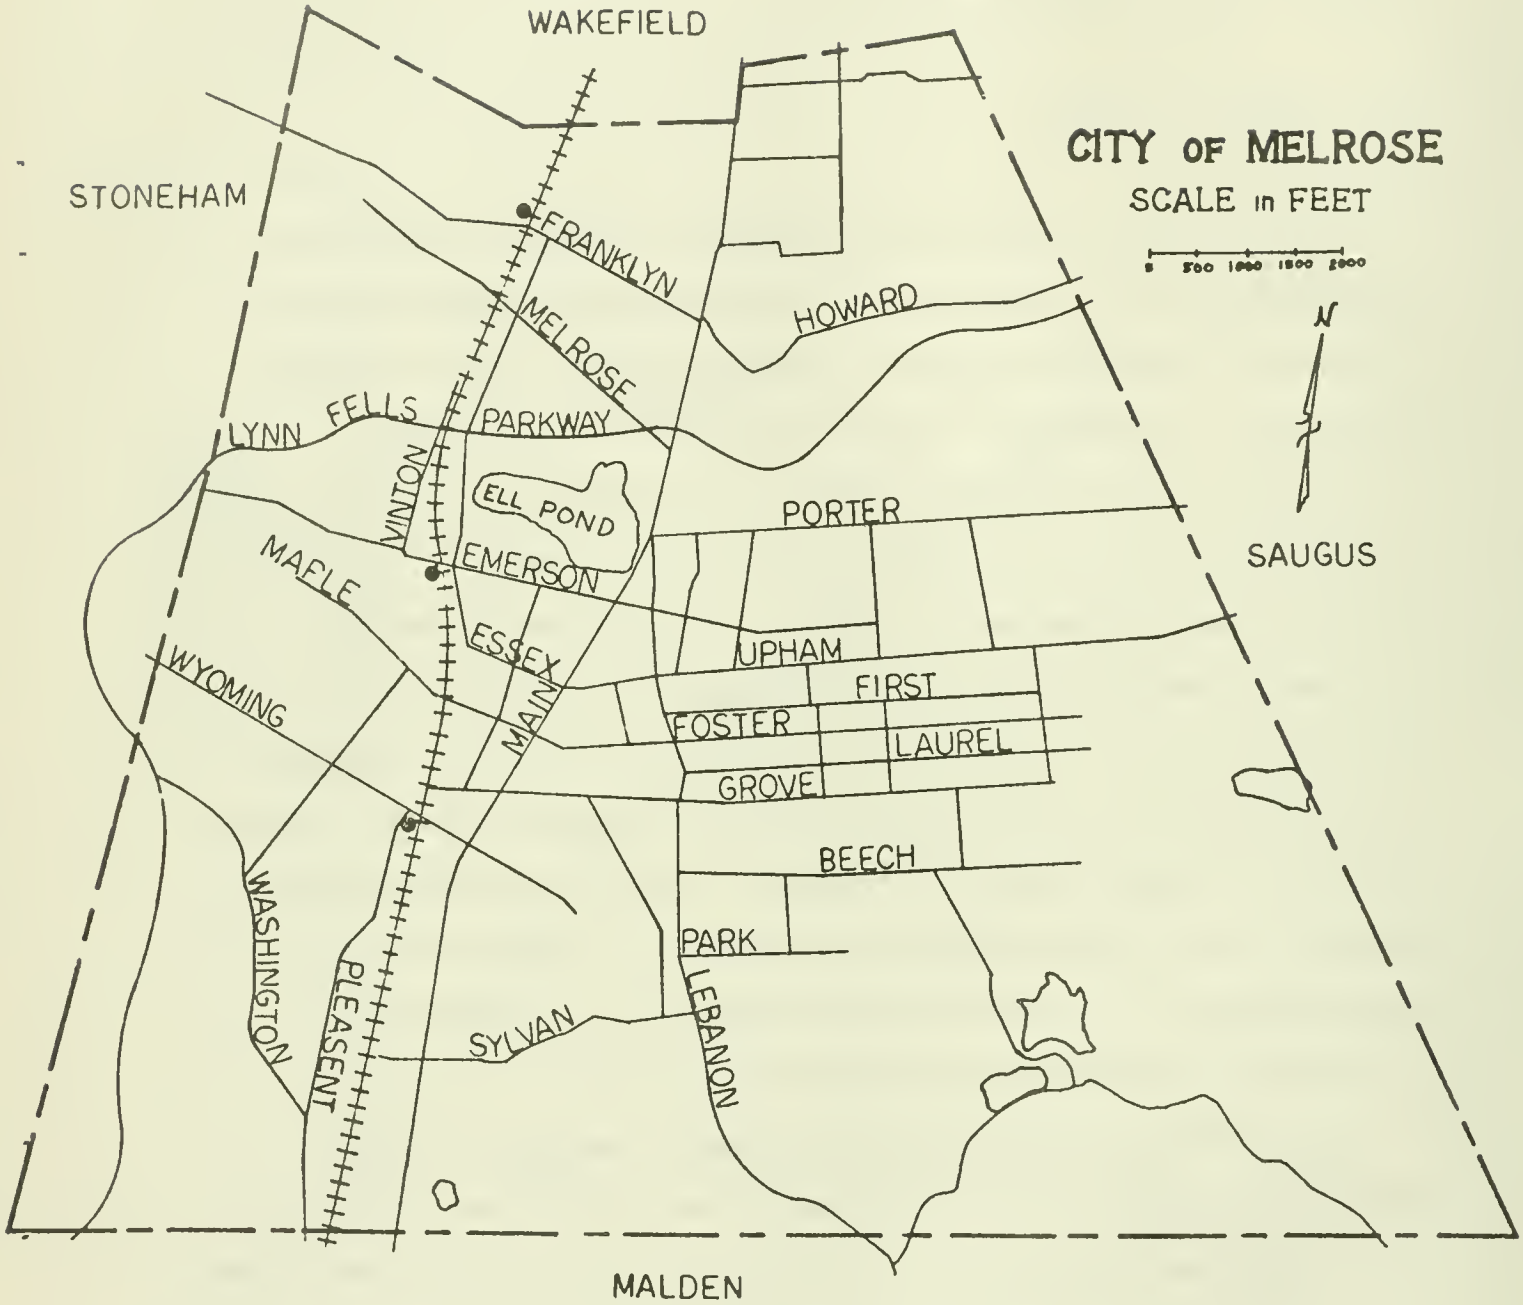 WAKEFIELD
CITY OF MELROSE
SCALE in FEET
0 500 1000 1500 2000
STONEHAM
FRANKLYN
HOWARD
N
MELROSE
LYNN FELLS PARKWAY
VINTON
ELL POND
PORTER
SAUGUS
MAPLE
EMERSON
ESSEX
UPHAM
WYOMING
MAIN
FIRST
FOSTER
LAUREL
GROVE
BEECH
WASHINGTON
PARK
PLEASENT
LEBANON
SYLVAN
MALDEN